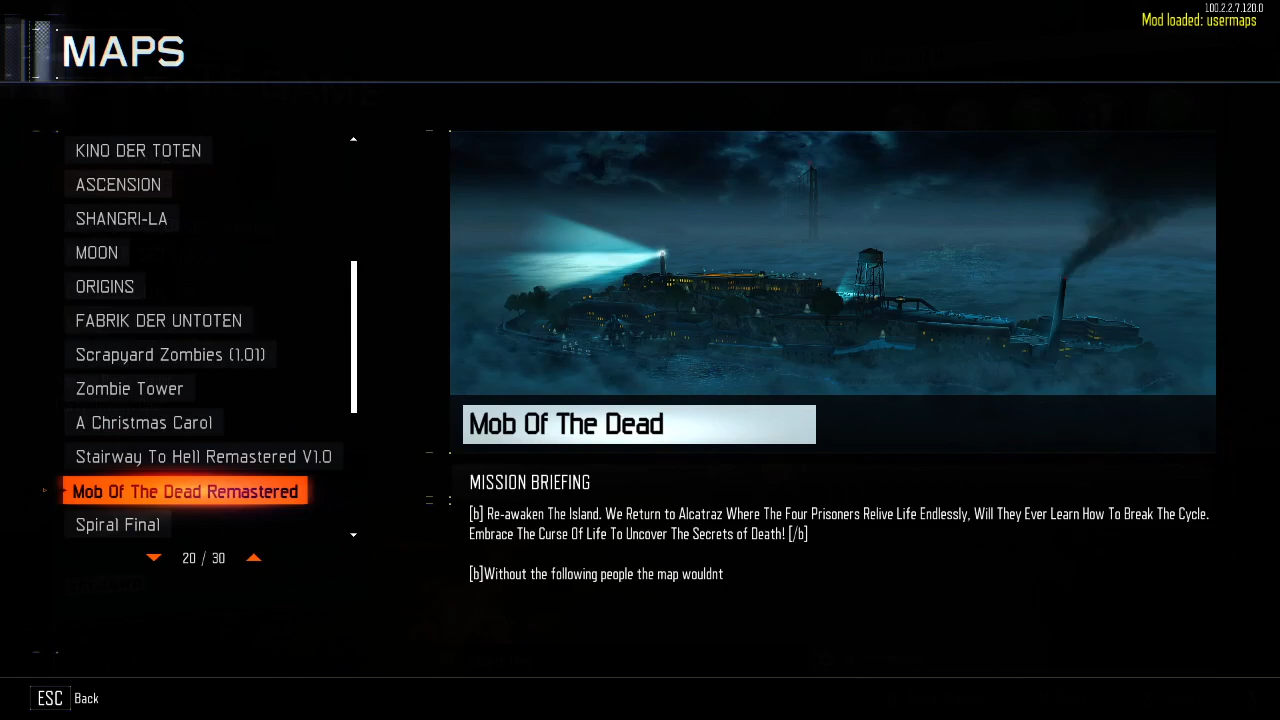 100.2.2.7.120.0
Mod loaded: usermaps
MAPS
KINO DER TOTEN
ASCENSION
SHANGRI-LA
MOON
ORIGINS
FABRIK DER UNTOTEN
Scrapyard Zombies (1.01)
Zombie Tower
A Christmas Carol
Stairway To Hell Remastered V1.0
Mob Of The Dead Remastered
Spiral Final
20 / 30
Mob Of The Dead
MISSION BRIEFING
[b] Re-awaken The Island. We Return to Alcatraz Where The Four Prisoners Relive Life Endlessly, Will They Ever Learn How To Break The Cycle.
Embrace The Curse Of Life To Uncover The Secrets of Death! [/b]
[b]Without the following people the map wouldnt
ESC Back